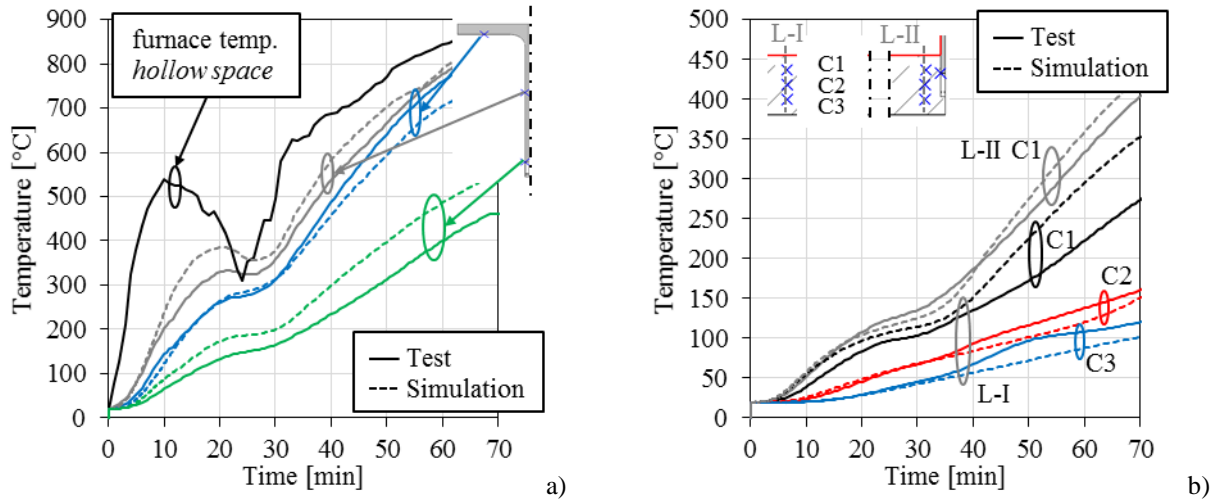 900
800
700
600
500
400
300
200
100
0
Temperature [°C]
furnace temp.
hollow space
Test
Simulation
0 10 20 30 40 50 60 70
Time [min]
a)
500
450
400
350
300
250
200
150
100
50
0
Temperature [°C]
L-I
L-II
C1
C2
C3
Test
Simulation
L-II C1
C1
C2
C3
L-I
0 10 20 30 40 50 60 70
Time [min]
b)